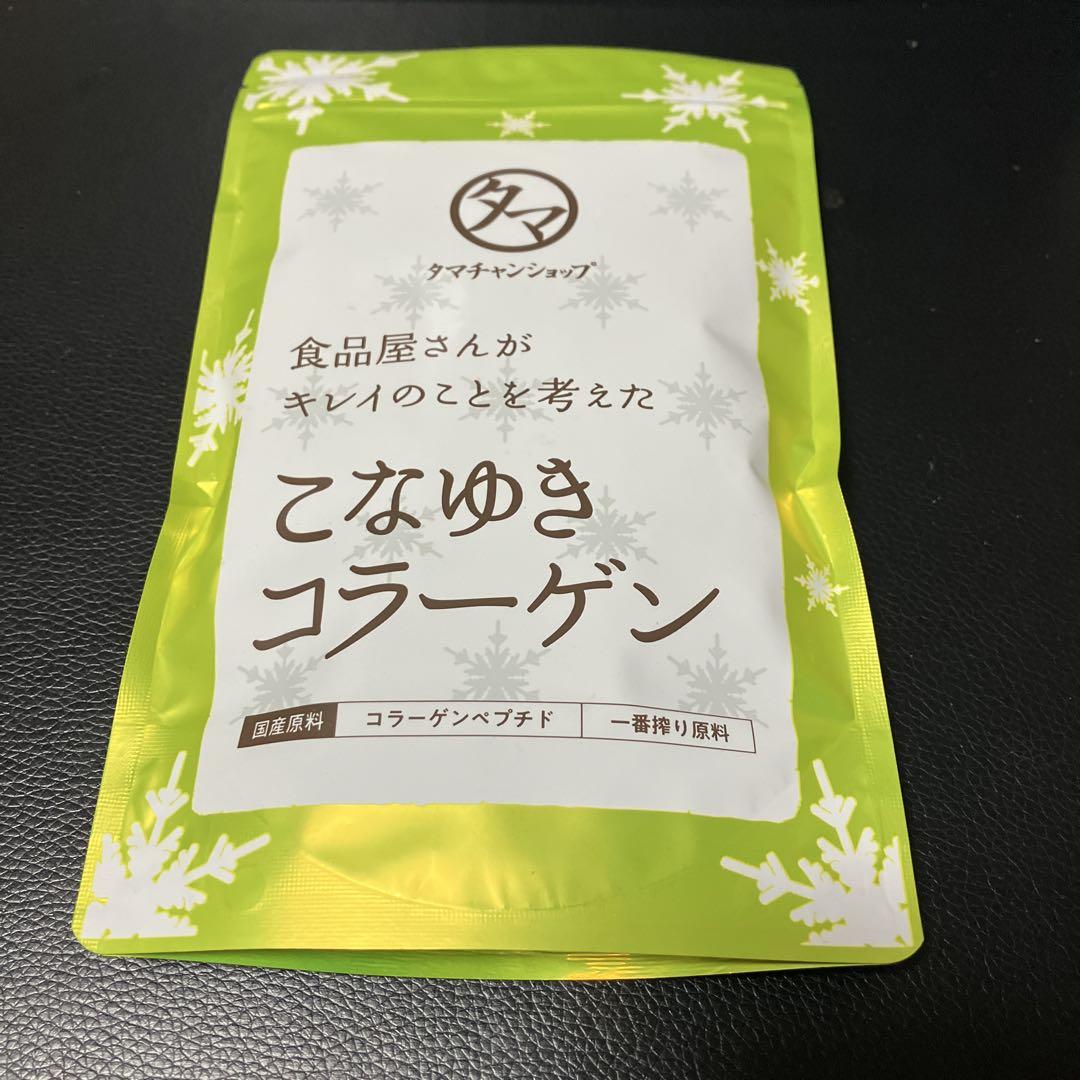 タマ
タマチャンショップ
食品屋さんが
キレイのことを考えた
こなゆき
コラーゲン
国産原料 コラーゲンペプチド 一番搾り原料